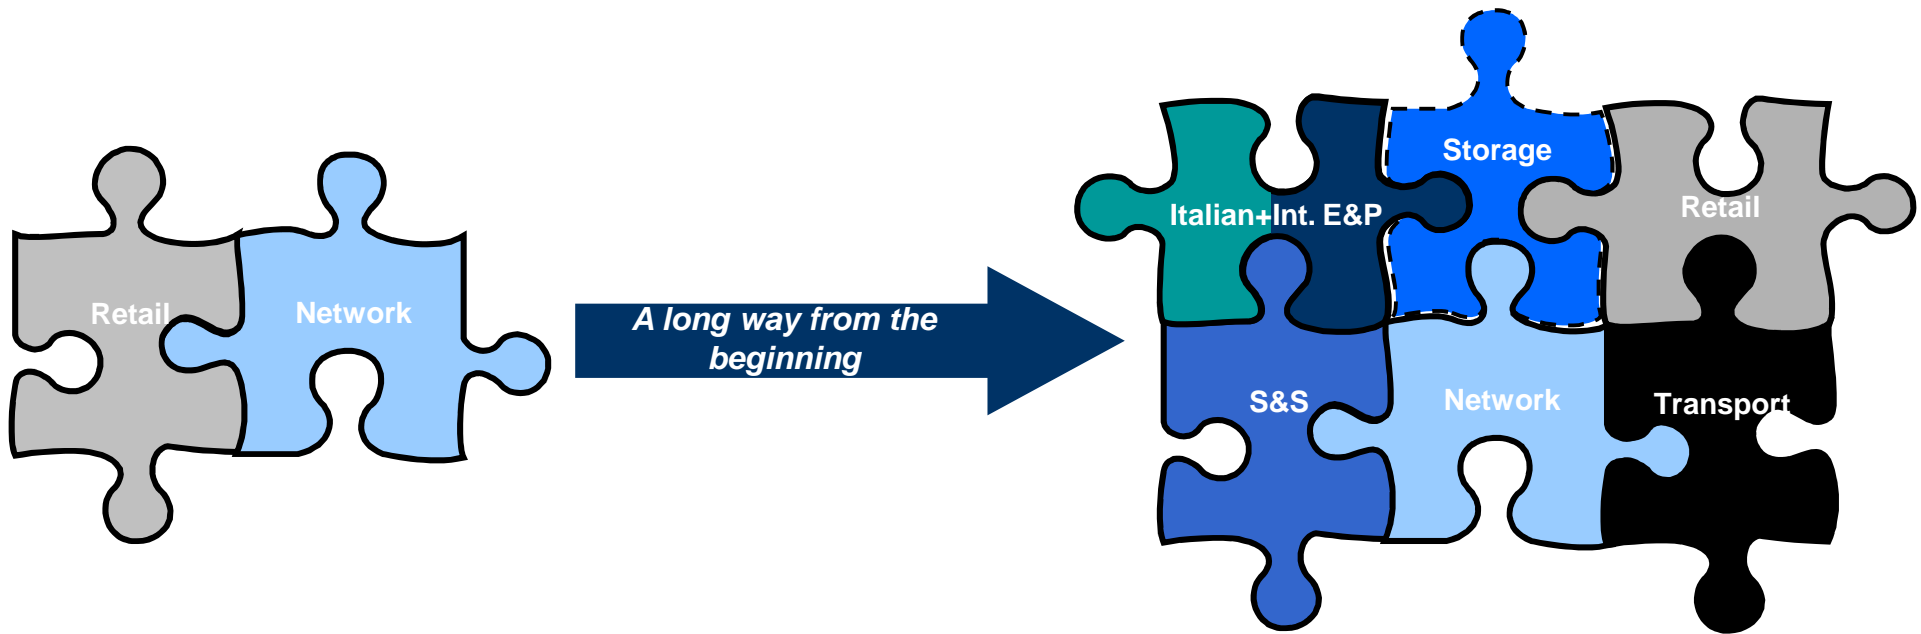 Retail
Network
A long way from the
beginning
Storage
Italian+Int. E&P
Retail
S&S
Network
Transport